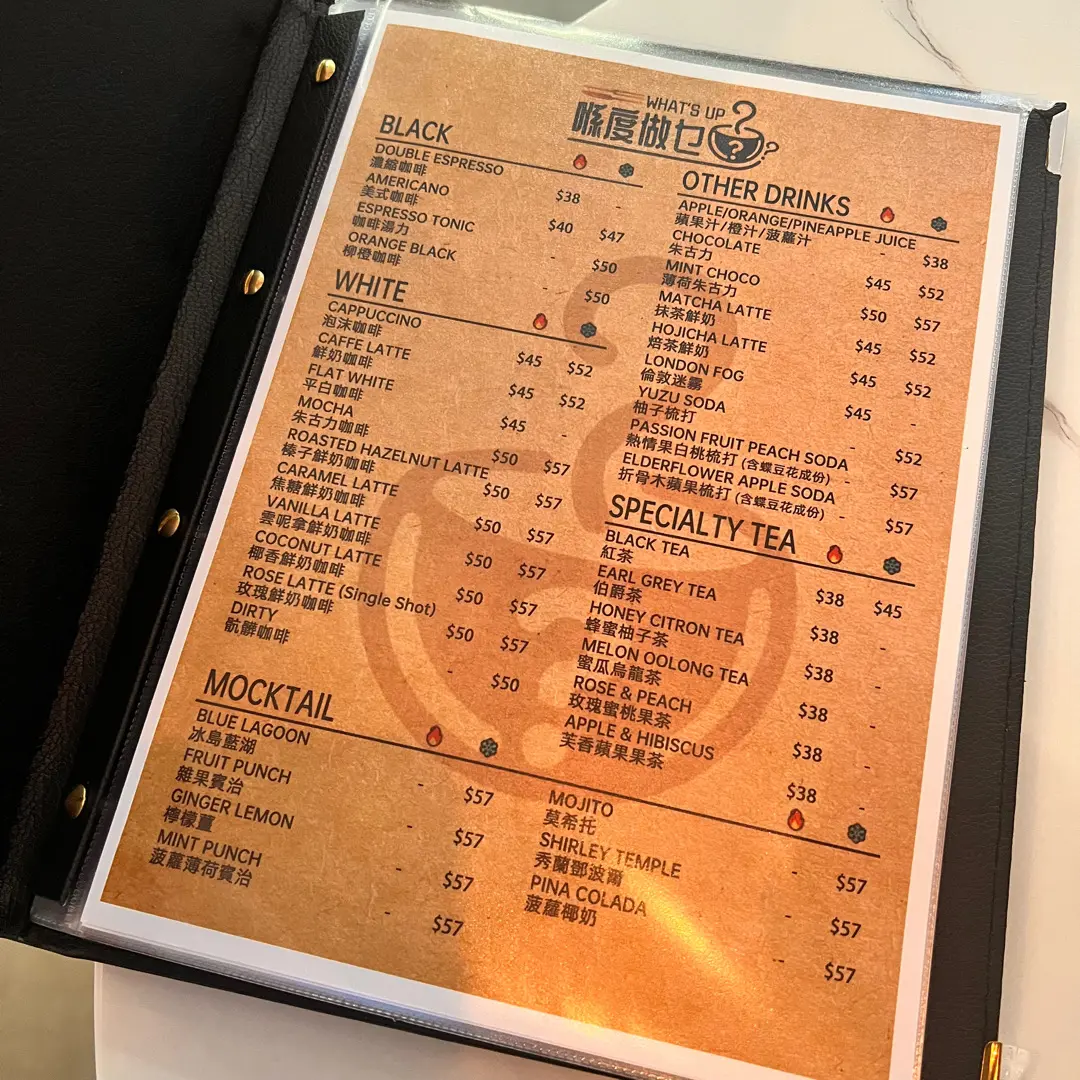 WHAT'S UP
喺度做乜
BLACK
DOUBLE ESPRESSO $38 -
濃縮咖啡
AMERICANO $40 $47
美式咖啡
ESPRESSO TONIC - $50
咖啡湯力
ORANGE BLACK - $50
柳橙咖啡
WHITE
CAPPUCCINO $45 $52
泡沫咖啡
CAFFE LATTE $45 $52
鮮奶咖啡
FLAT WHITE $45 -
平白咖啡
MOCHA $50 $57
朱古力咖啡
ROASTED HAZELNUT LATTE $50 $57
榛子鮮奶咖啡
CARAMEL LATTE $50 $57
焦糖鮮奶咖啡
VANILLA LATTE $50 $57
雲呢拿鮮奶咖啡
COCONUT LATTE $50 $57
椰香鮮奶咖啡
ROSE LATTE (Single Shot) $50 $57
玫瑰鮮奶咖啡
DIRTY - $50
骯髒咖啡
OTHER DRINKS
APPLE/ORANGE/PINEAPPLE JUICE - $38
蘋果汁/橙汁/菠蘿汁
CHOCOLATE $45 $52
朱古力
MINT CHOCO $50 $57
薄荷朱古力
MATCHA LATTE $45 $52
抹茶鮮奶
HOJICHA LATTE $45 $52
焙茶鮮奶
LONDON FOG $45 -
倫敦迷霧
YUZU SODA - $52
柚子梳打
PASSION FRUIT PEACH SODA - $57
熱情果白桃梳打 (含蝶豆花成份)
ELDERFLOWER APPLE SODA - $57
折骨木蘋果梳打 (含蝶豆花成份)
SPECIALTY TEA
BLACK TEA $38 $45
紅茶
EARL GREY TEA $38 -
伯爵茶
HONEY CITRON TEA $38 -
蜂蜜柚子茶
MELON OOLONG TEA $38 -
蜜瓜烏龍茶
ROSE & PEACH $38 -
玫瑰蜜桃果茶
APPLE & HIBISCUS $38 -
芙香蘋果果茶
MOCKTAIL
BLUE LAGOON - $57
冰島藍湖
FRUIT PUNCH - $57
雜果賓治
GINGER LEMON - $57
檸檬薑
MINT PUNCH - $57
菠蘿薄荷賓治
MOJITO - $57
莫希托
SHIRLEY TEMPLE - $57
秀蘭鄧波爾
PINA COLADA - $57
菠蘿椰奶